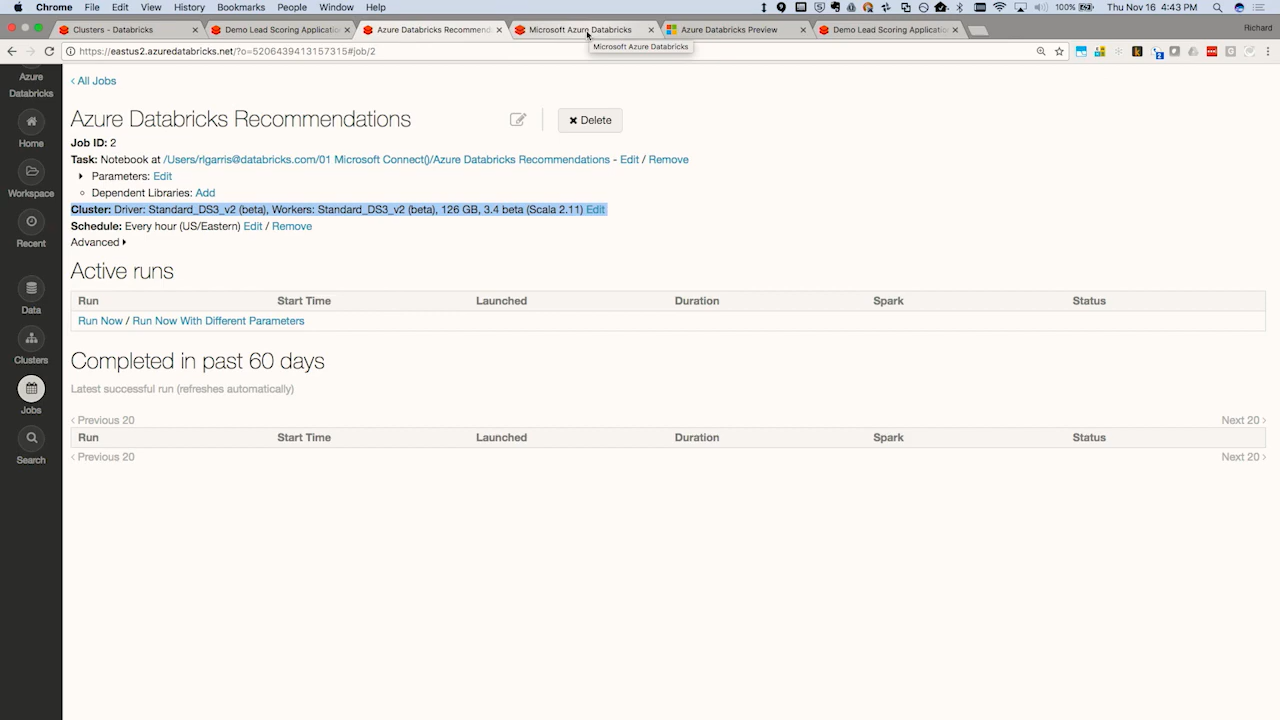 Chrome File Edit View History Bookmarks People Window Help 100% Thu Nov 16 4:43 PM
Clusters - Databricks
Demo Lead Scoring Applicatio
Azure Databricks Recommend
Microsoft Azure Databricks
Azure Databricks Preview
Demo Lead Scoring Applicatio
Richard
Microsoft Azure Databricks
https://eastus2.azuredatabricks.net/?o=5206439413157315#job/2
Azure
Databricks
Home
Workspace
Recent
Data
Clusters
Jobs
Search
‹ All Jobs
Azure Databricks Recommendations
Delete
Job ID: 2
Task: Notebook at /Users/rlgarris@databricks.com/01 Microsoft Connect()/Azure Databricks Recommendations - Edit / Remove
Parameters: Edit
Dependent Libraries: Add
Cluster: Driver: Standard_DS3_v2 (beta), Workers: Standard_DS3_v2 (beta), 126 GB, 3.4 beta (Scala 2.11) Edit
Schedule: Every hour (US/Eastern) Edit / Remove
Advanced
Active runs
Run Start Time Launched Duration Spark Status
Run Now / Run Now With Different Parameters
Completed in past 60 days
Latest successful run (refreshes automatically)
‹ Previous 20 Next 20 ›
Run Start Time Launched Duration Spark Status
‹ Previous 20 Next 20 ›